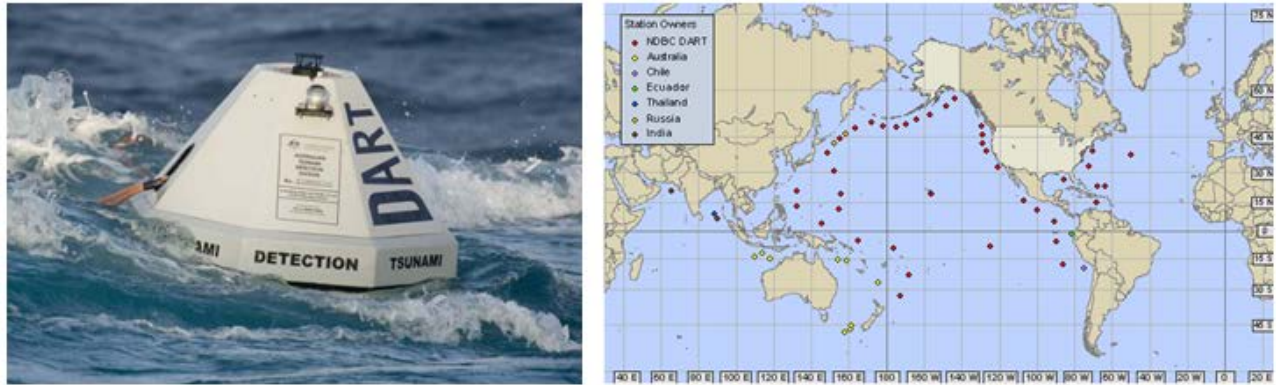 DART
AMI
DETECTION
TSUNAMI
Station Owners
NDBC DART
Australia
Chile
Ecuador
Thailand
Russia
India
75 N
60 N
45 N
30 N
15 N
0
15 S
30 S
45 S
40 E 60 E 80 E 100 E 120 E 140 E 160 E 180 160 W 140 W 120 W 100 W 80 W 60 W 40 W 20 W 0 20 E